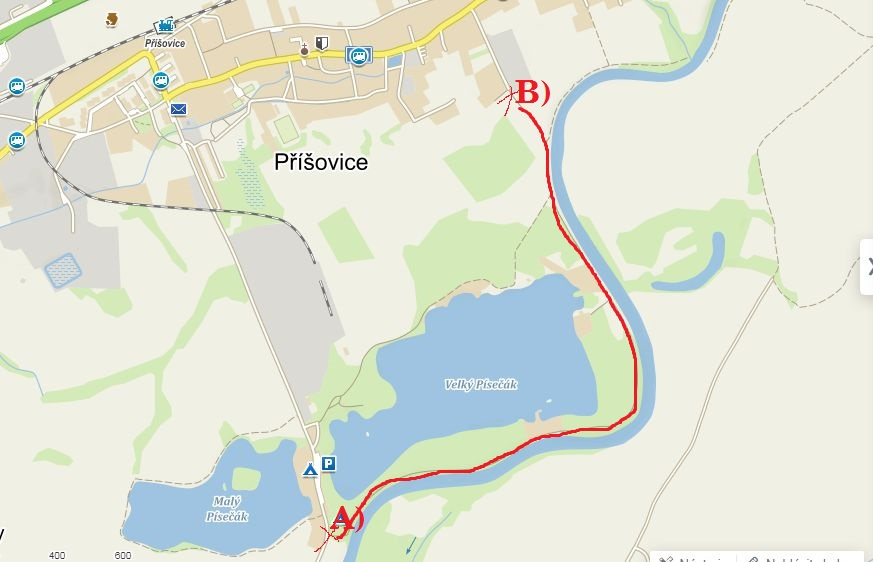 Příšovice
B)
Příšovice
Velký Písečák
P
Malý
Písečák
A)
400 600